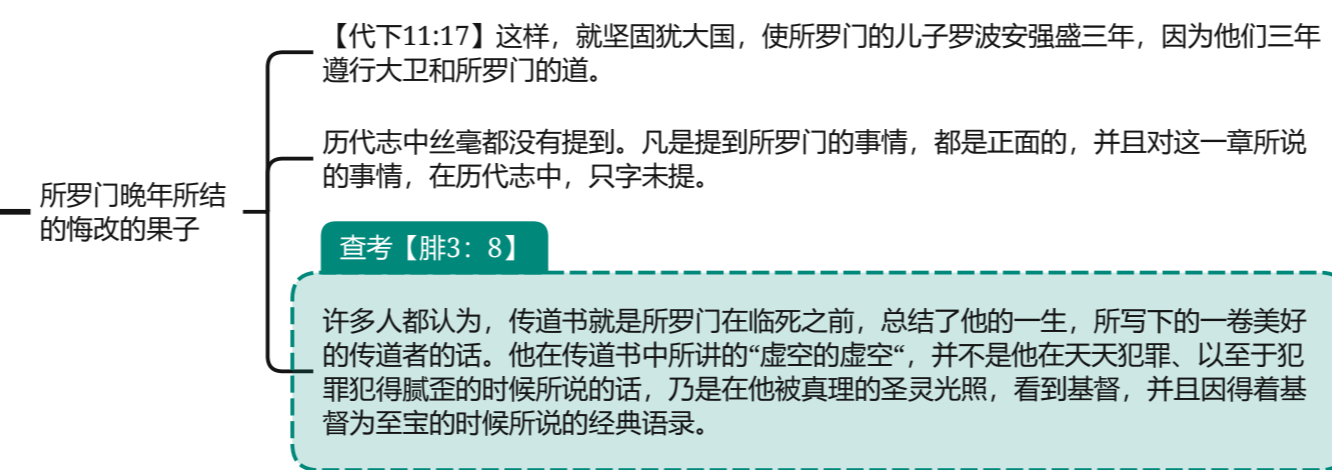 【代下11:17】这样，就坚固犹大国，使所罗门的儿子罗波安强盛三年，因为他们三年
遵行大卫和所罗门的道。
历代志中丝毫都没有提到。凡是提到所罗门的事情，都是正面的，并且对这一章所说
的事情，在历代志中，只字未提。
所罗门晚年所结
的悔改的果子
查考【腓3：8】
许多人都认为，传道书就是所罗门在临死之前，总结了他的一生，所写下的一卷美好
的传道者的话。他在传道书中所讲的“虚空的虚空“，并不是他在天天犯罪、以至于犯
罪犯得腻歪的时候所说的话，乃是在他被真理的圣灵光照，看到基督，并且因得着基
督为至宝的时候所说的经典语录。